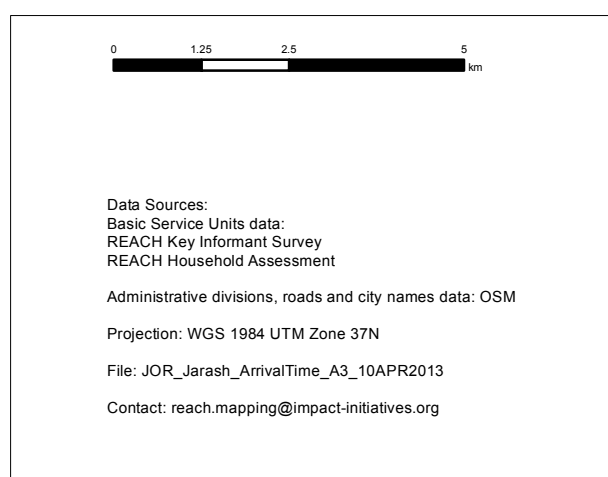 0 1.25 2.5 5
km
Data Sources:
Basic Service Units data:
REACH Key Informant Survey
REACH Household Assessment
Administrative divisions, roads and city names data: OSM
Projection: WGS 1984 UTM Zone 37N
File: JOR_Jarash_ArrivalTime_A3_10APR2013
Contact: reach.mapping@impact-initiatives.org